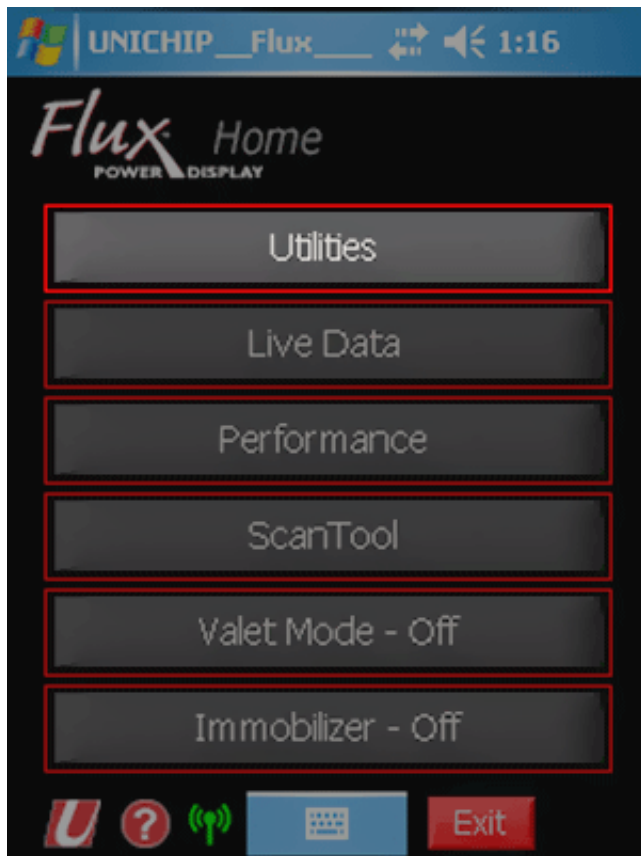 UNICHIP__Flux____ 1:16
Flux Home
POWER DISPLAY
Utilities
Live Data
Performance
ScanTool
Valet Mode - Off
Immobilizer - Off
U ? Exit